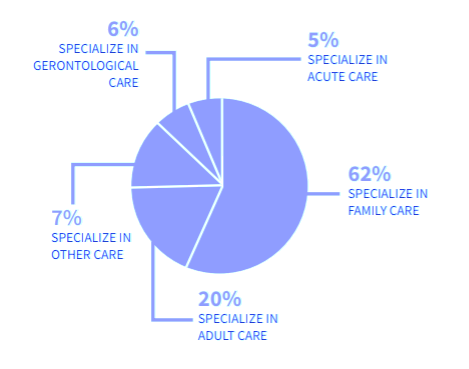 6%
SPECIALIZE IN
GERONTOLOGICAL
CARE
5%
SPECIALIZE IN
ACUTE CARE
62%
SPECIALIZE IN
FAMILY CARE
7%
SPECIALIZE IN
OTHER CARE
20%
SPECIALIZE IN
ADULT CARE